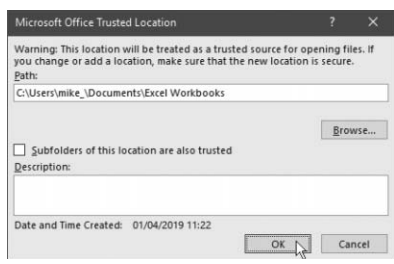 Microsoft Office Trusted Location ? ×
Warning: This location will be treated as a trusted source for opening files. If
you change or add a location, make sure that the new location is secure.
Path:
C:\Users\mike_\Documents\Excel Workbooks
Browse...
Subfolders of this location are also trusted
Description:
Date and Time Created: 01/04/2019 11:22
OK Cancel